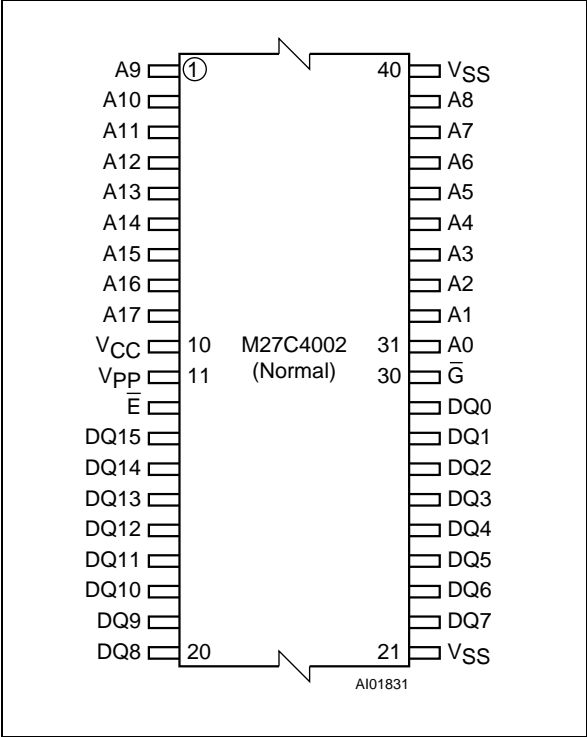 A9 1 40 VSS
A10 A8
A11 A7
A12 A6
A13 A5
A14 A4
A15 A3
A16 A2
A17 A1
VCC 10 M27C4002 31 A0
VPP 11 (Normal) 30 G̅
E̅ DQ0
DQ15 DQ1
DQ14 DQ2
DQ13 DQ3
DQ12 DQ4
DQ11 DQ5
DQ10 DQ6
DQ9 DQ7
DQ8 20 21 VSS
AI01831